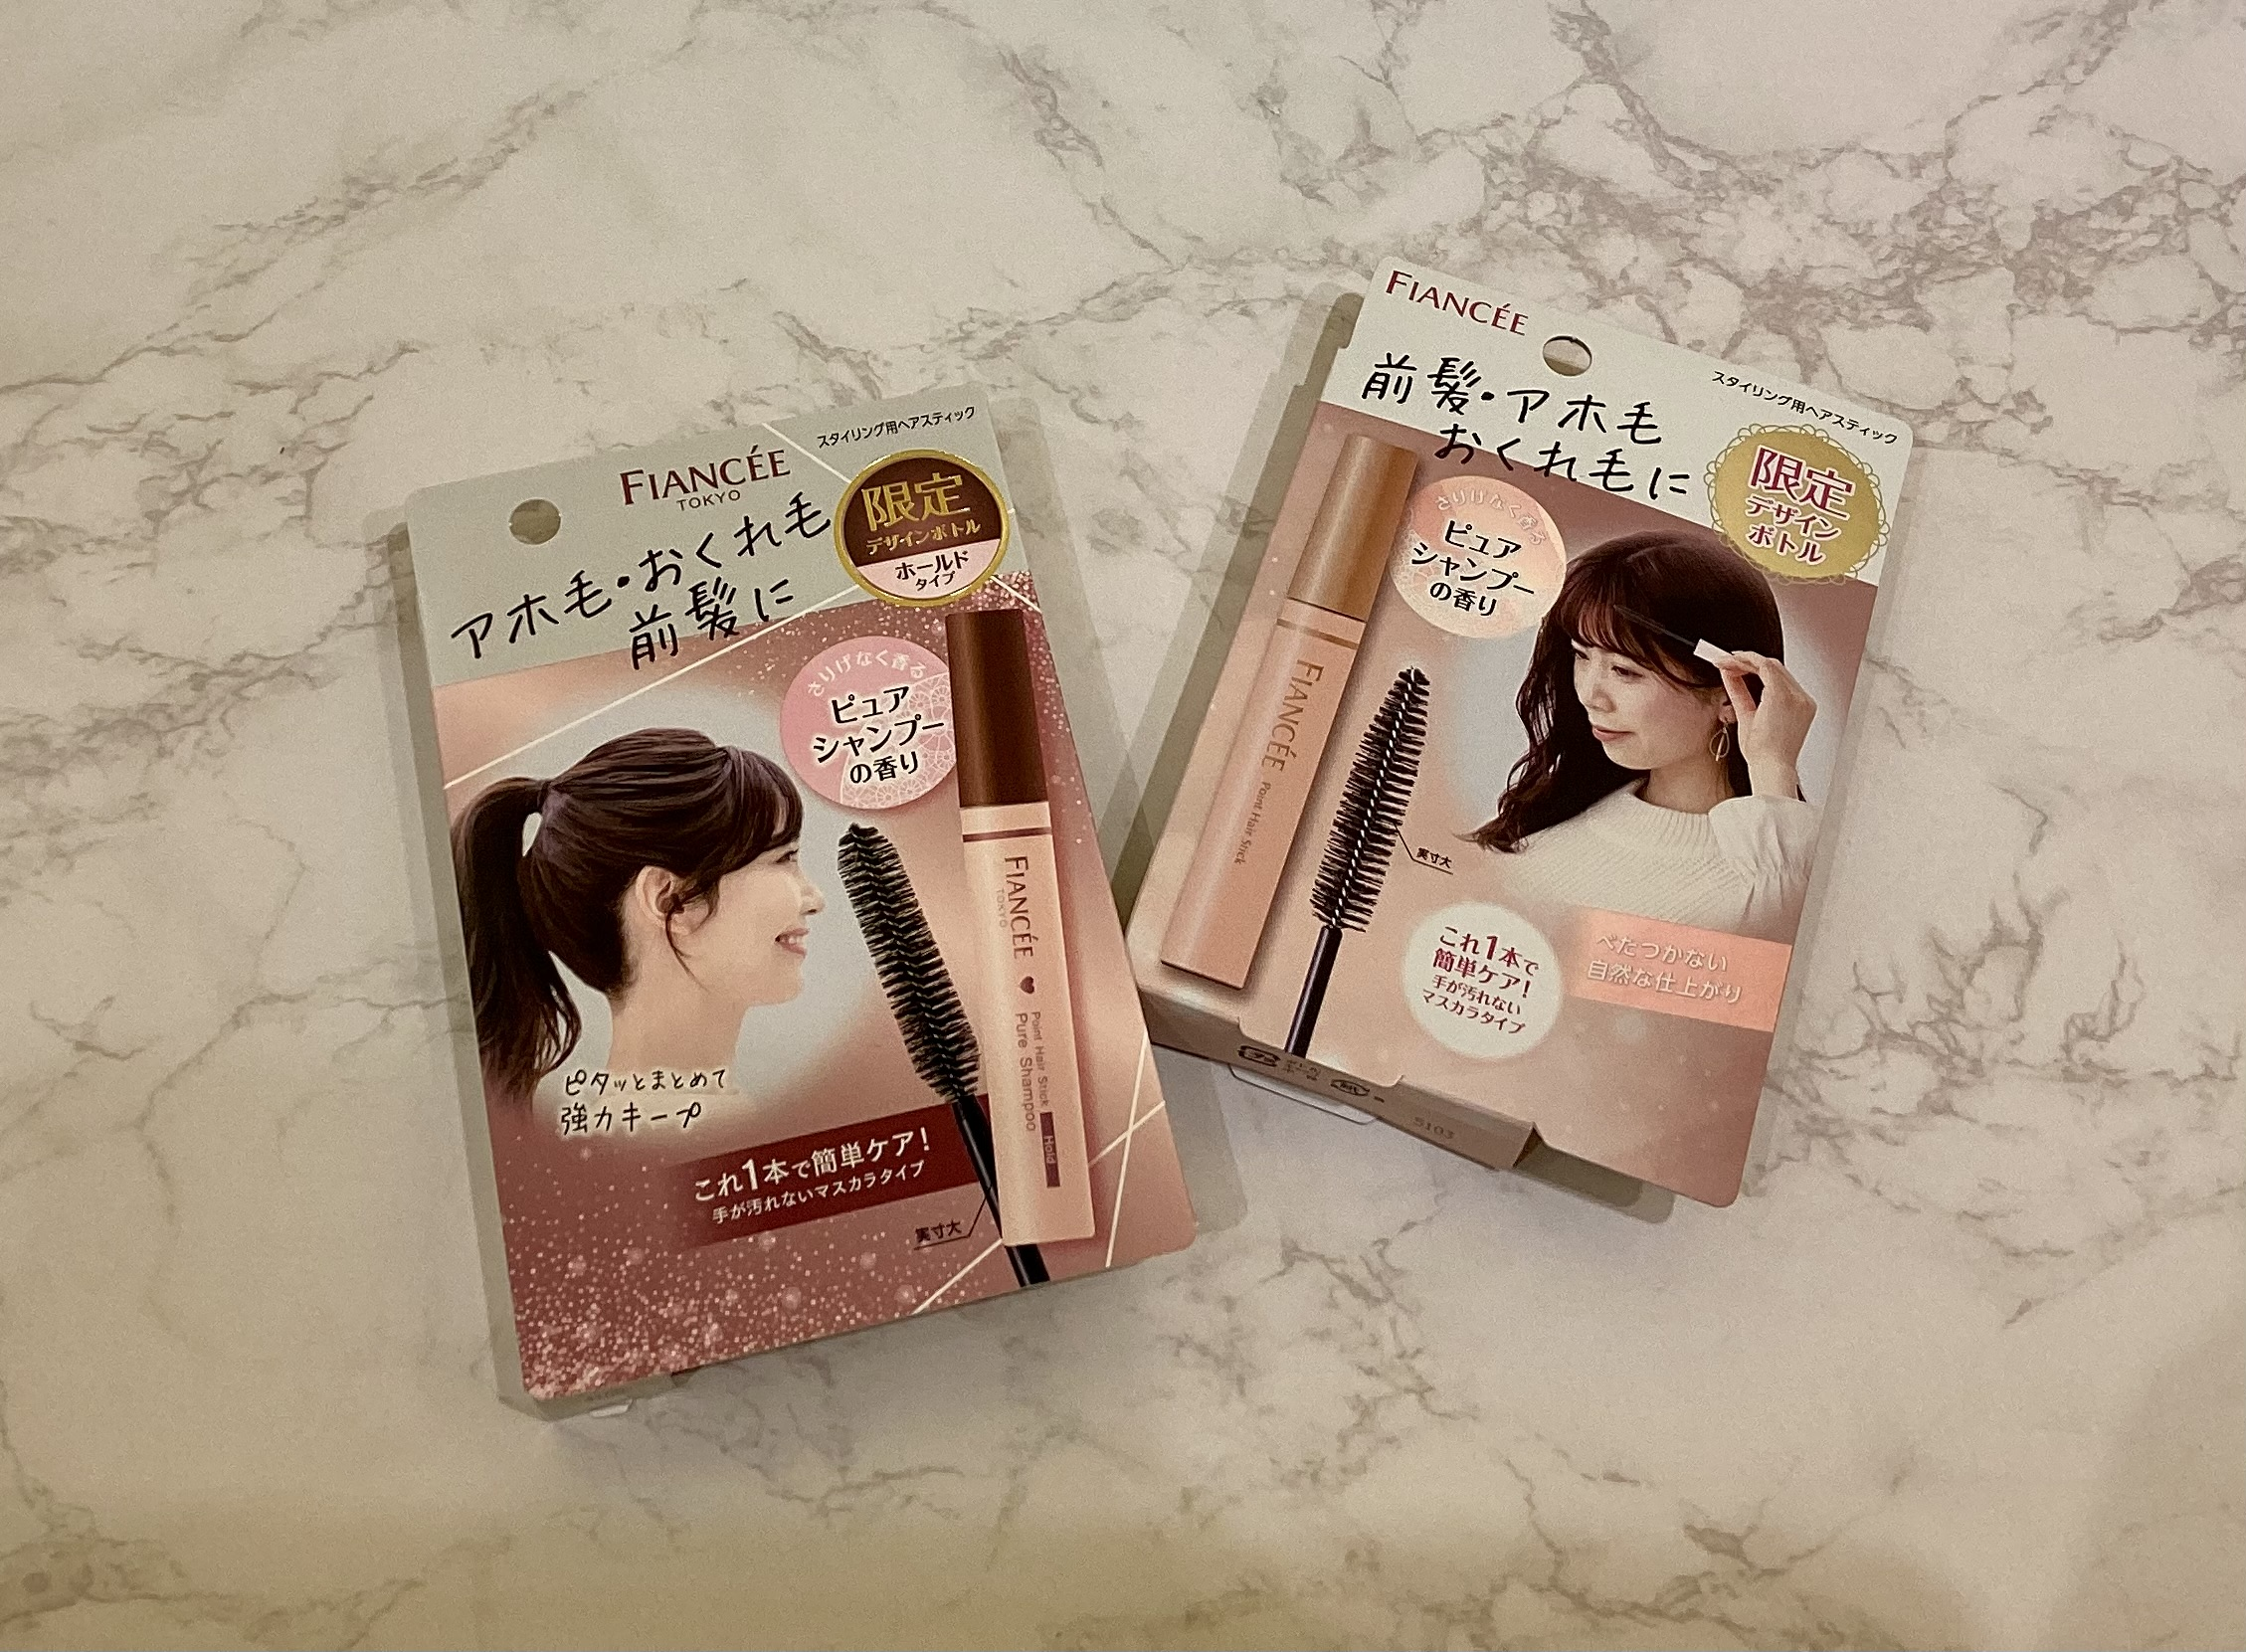 スタイリング用ヘアスティック
FIANCÉE
TOKYO
アホ毛・おくれ毛
前髪に
限定
デザインボトル
ホールド
タイプ
さりげなく香る
ピュア
シャンプー
の香り
FIANCÉE
TOKYO
Point Hair Stick
Pure Shampoo
Hold
ピタッとまとめて
強力キープ
これ1本で簡単ケア!
手が汚れないマスカラタイプ
実寸大
FIANCÉE
スタイリング用ヘアスティック
前髪・アホ毛
おくれ毛に
限定
デザイン
ボトル
さりげなく香る
ピュア
シャンプー
の香り
FIANCÉE
Point Hair Stick
実寸大
これ1本で
簡単ケア!
手が汚れない
マスカラタイプ
べたつかない
自然な仕上がり
5103